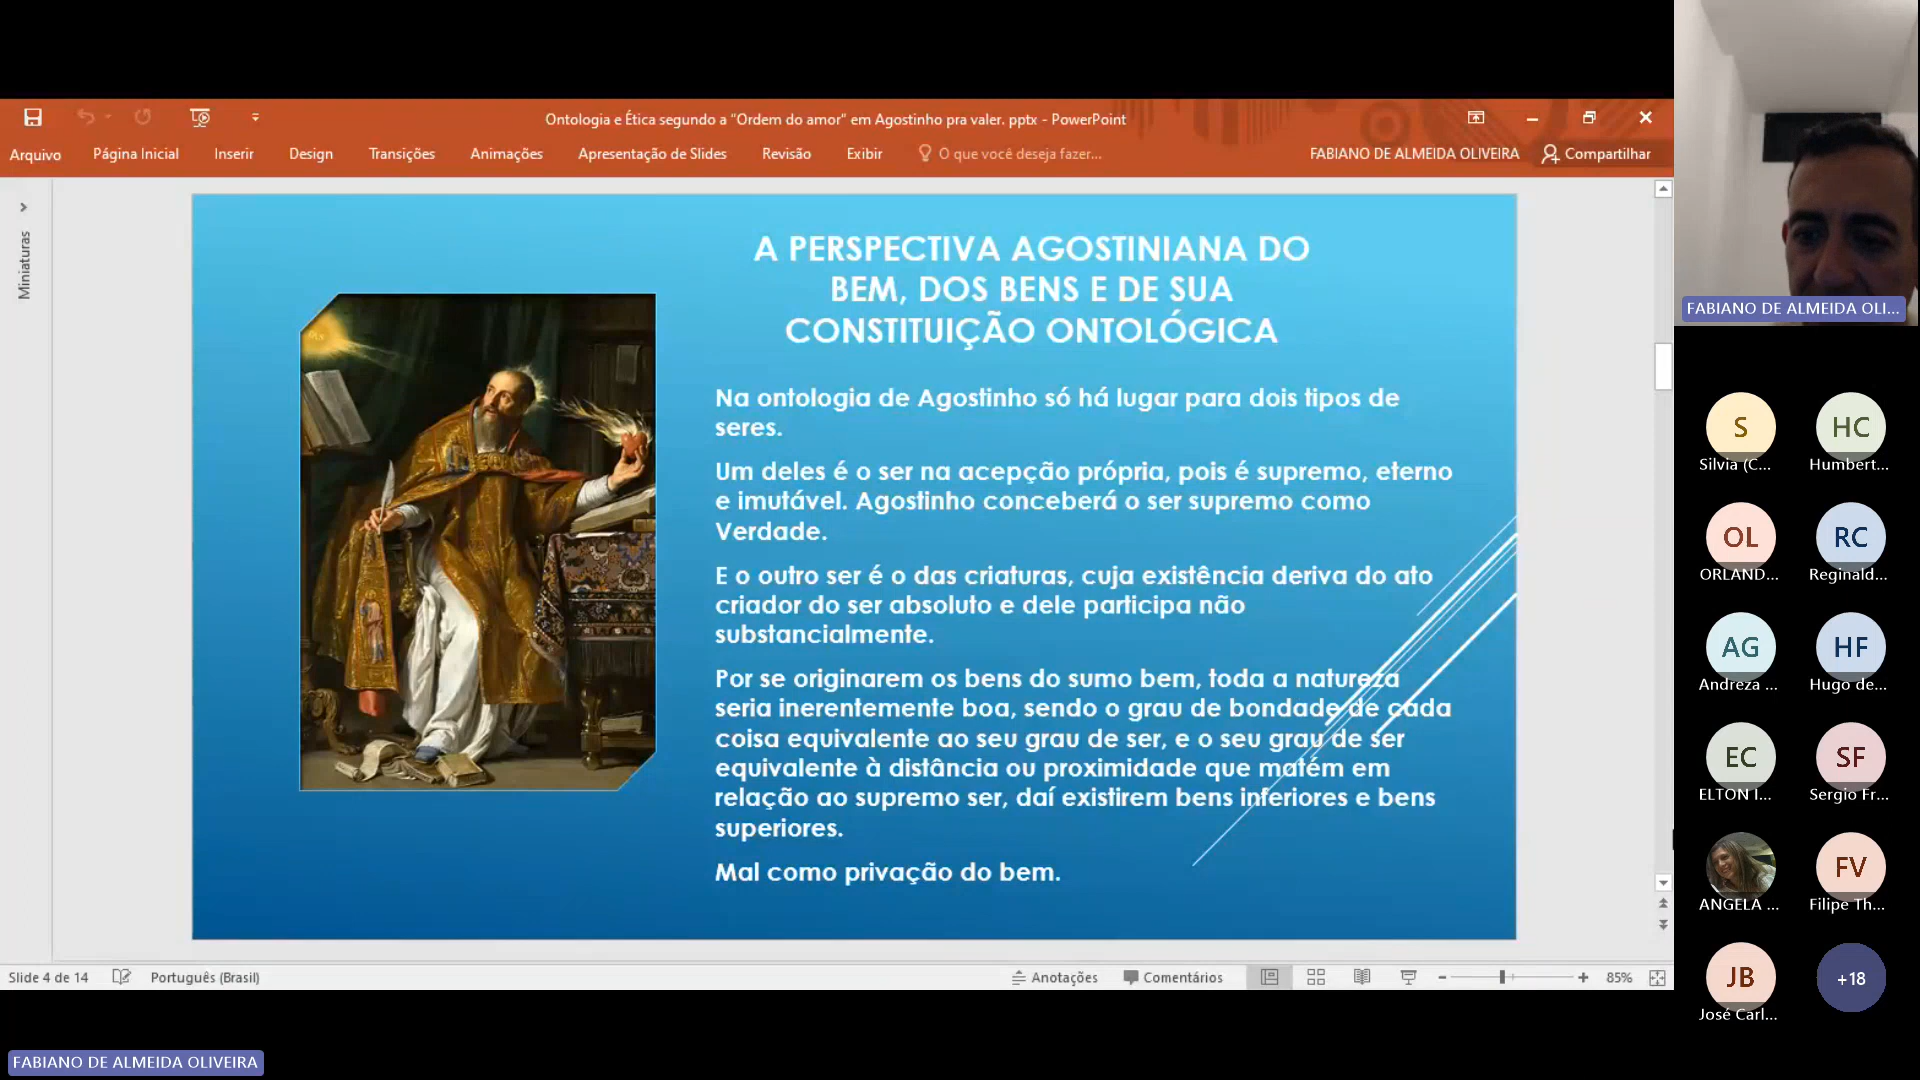 Ontologia e Ética segundo a "Ordem do amor" em Agostinho pra valer. pptx - PowerPoint
Arquivo
Página Inicial
Inserir
Design
Transições
Animações
Apresentação de Slides
Revisão
Exibir
O que você deseja fazer...
FABIANO DE ALMEIDA OLIVEIRA
Compartilhar
Miniaturas
A PERSPECTIVA AGOSTINIANA DO
BEM, DOS BENS E DE SUA
CONSTITUIÇÃO ONTOLÓGICA
Na ontologia de Agostinho só há lugar para dois tipos de
seres.
Um deles é o ser na acepção própria, pois é supremo, eterno
e imutável. Agostinho conceberá o ser supremo como
Verdade.
E o outro ser é o das criaturas, cuja existência deriva do ato
criador do ser absoluto e dele participa não
substancialmente.
Por se originarem os bens do sumo bem, toda a natureza
seria inerentemente boa, sendo o grau de bondade de cada
coisa equivalente ao seu grau de ser, e o seu grau de ser
equivalente à distância ou proximidade que matém em
relação ao supremo ser, daí existirem bens inferiores e bens
superiores.
Mal como privação do bem.
Slide 4 de 14
Português (Brasil)
Anotações
Comentários
85%
FABIANO DE ALMEIDA OLIVEIRA
FABIANO DE ALMEIDA OLI...
S
Silvia (C...
HC
Humbert...
OL
ORLAND...
RC
Reginald...
AG
Andreza ...
HF
Hugo de...
EC
ELTON I...
SF
Sergio Fr...
ANGELA ...
FV
Filipe Th...
JB
José Carl...
+18